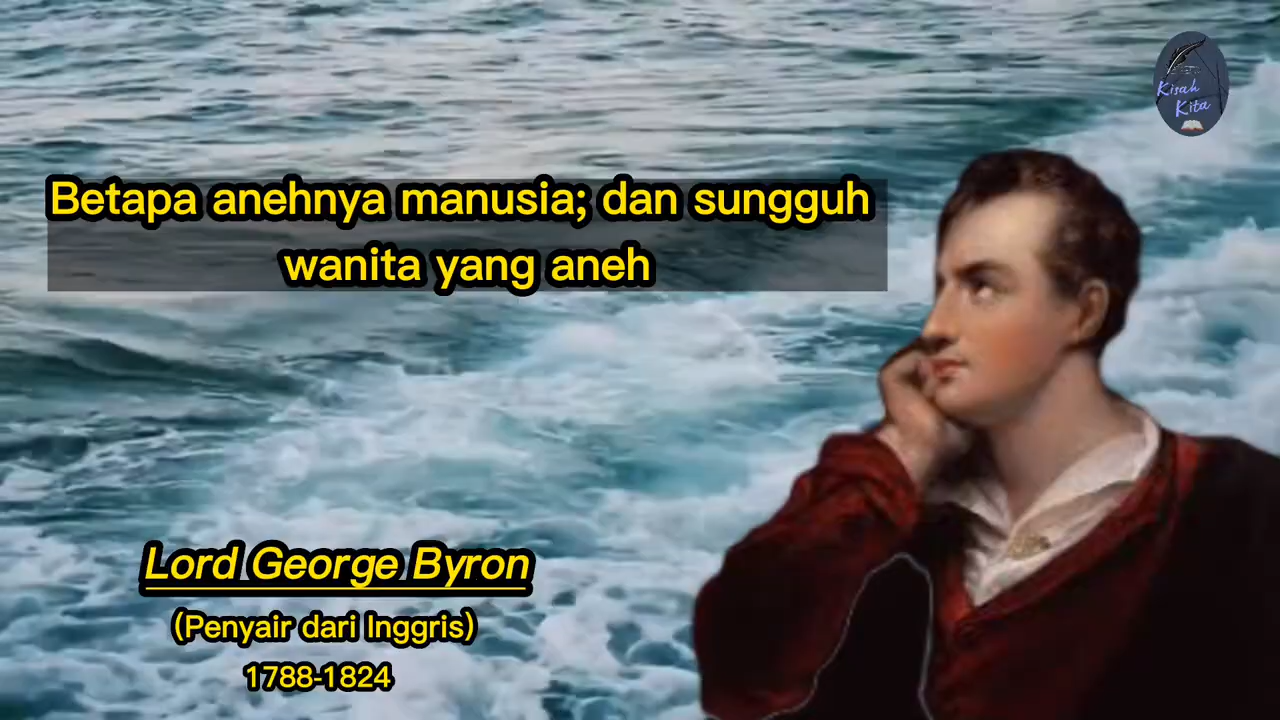 Kisah
Kita
Betapa anehnya manusia; dan sungguh
wanita yang aneh
Lord George Byron
(Penyair dari Inggris)
1788-1824